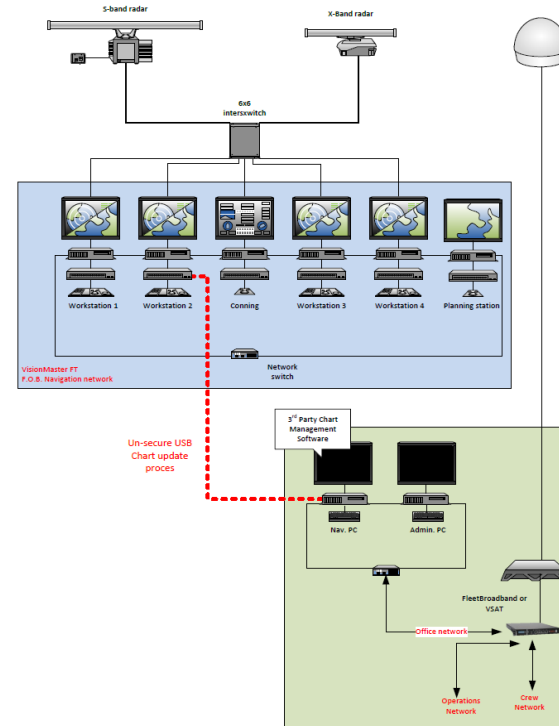 S-band radar
X-Band radar
6x6
intersxwitch
Workstation 1
Workstation 2
Conning
Workstation 3
Workstation 4
Planning station
VisionMaster FT
F.O.B. Navigation network
Network
switch
Un-secure USB
Chart update
proces
3rd Party Chart
Management
Software
Nav. PC
Admin. PC
FleetBroadband or
VSAT
Office network
Operations
Network
Crew
Network